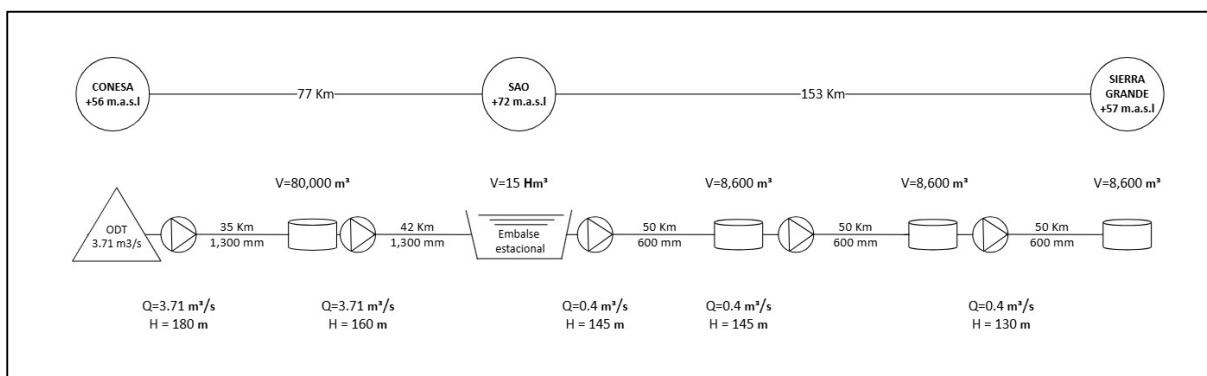 CONESA
+56 m.a.s.l
77 Km
SAO
+72 m.a.s.l
153 Km
SIERRA
GRANDE
+57 m.a.s.l
V=80,000 m³
V=15 Hm³
V=8,600 m³
V=8,600 m³
V=8,600 m³
ODT
3.71 m3/s
35 Km
1,300 mm
42 Km
1,300 mm
Embalse
estacional
50 Km
600 mm
50 Km
600 mm
50 Km
600 mm
Q=3.71 m³/s
H = 180 m
Q=3.71 m³/s
H = 160 m
Q=0.4 m³/s
H = 145 m
Q=0.4 m³/s
H = 145 m
Q=0.4 m³/s
H = 130 m